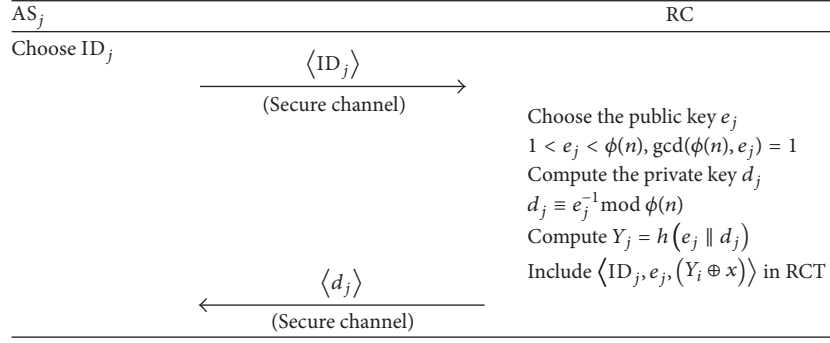 AS_j RC
Choose ID_j
⟨ID_j⟩
(Secure channel)
Choose the public key e_j
1 < e_j < ϕ(n), gcd(ϕ(n), e_j) = 1
Compute the private key d_j
d_j ≡ e_j^{-1} mod ϕ(n)
Compute Y_j = h(e_j ∥ d_j)
Include ⟨ID_j, e_j, (Y_i ⊕ x)⟩ in RCT
⟨d_j⟩
(Secure channel)